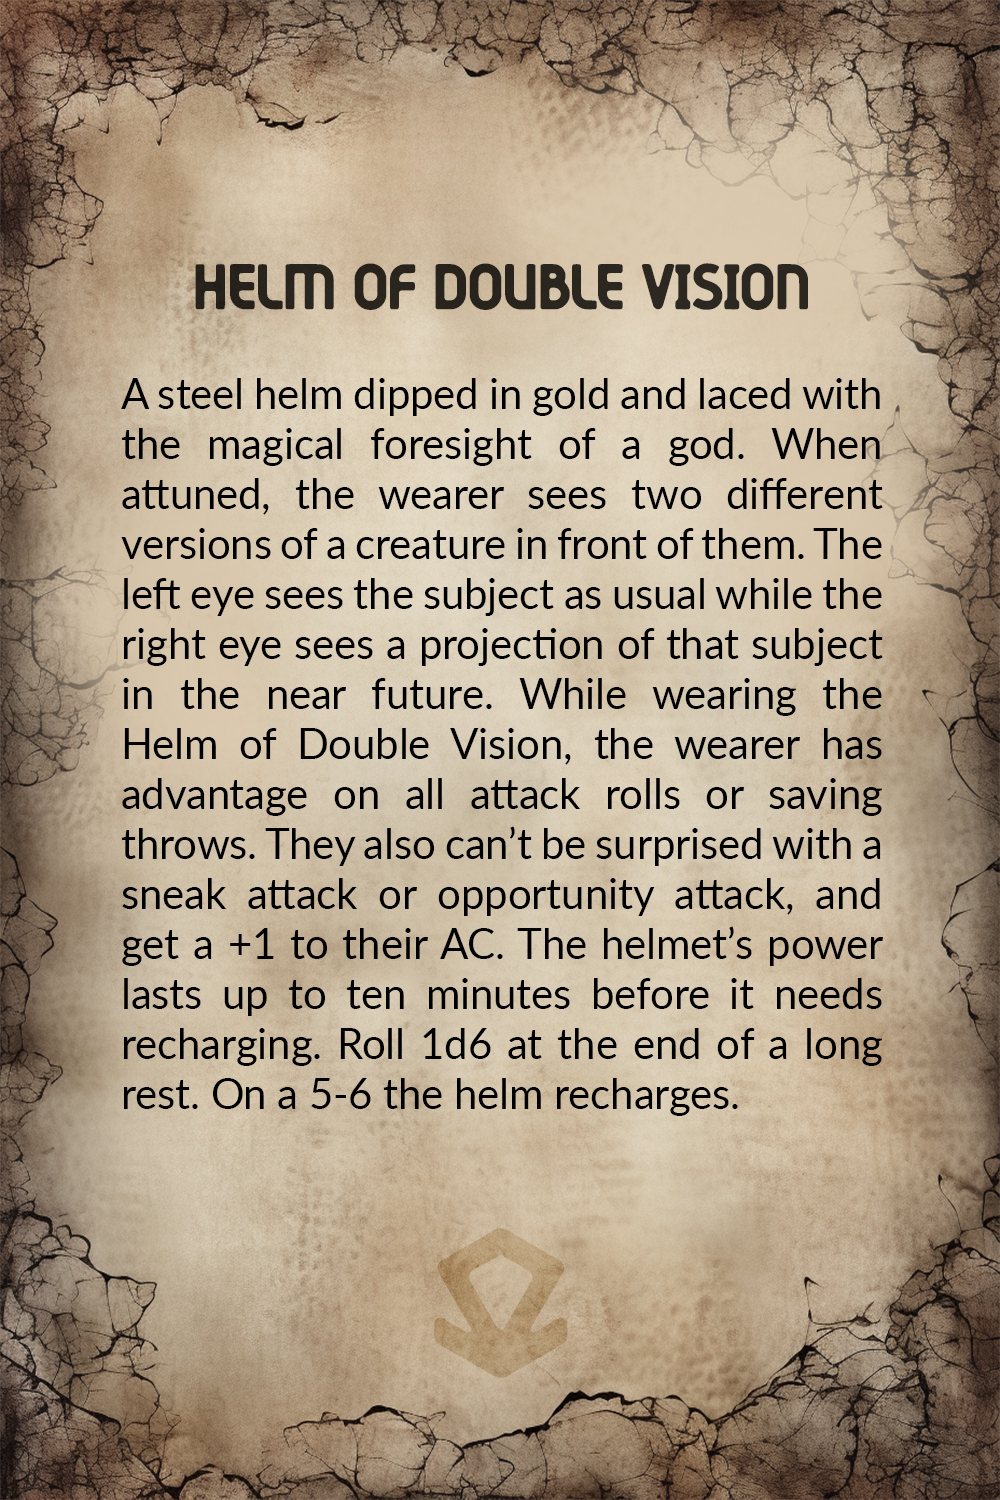 HELM OF DOUBLE VISION
A steel helm dipped in gold and laced with
the magical foresight of a god. When
attuned, the wearer sees two different
versions of a creature in front of them. The
left eye sees the subject as usual while the
right eye sees a projection of that subject
in the near future. While wearing the
Helm of Double Vision, the wearer has
advantage on all attack rolls or saving
throws. They also can’t be surprised with a
sneak attack or opportunity attack, and
get a +1 to their AC. The helmet’s power
lasts up to ten minutes before it needs
recharging. Roll 1d6 at the end of a long
rest. On a 5-6 the helm recharges.